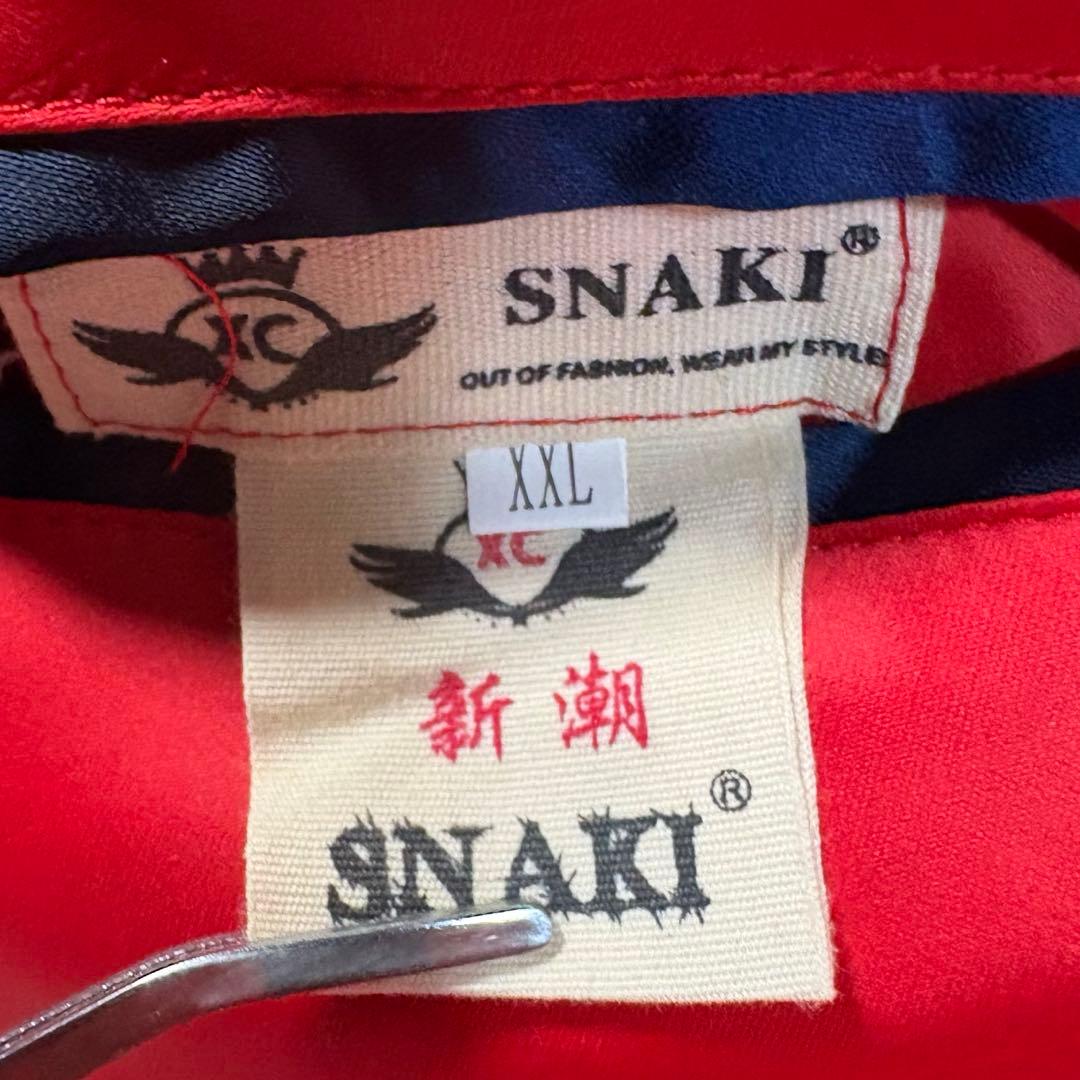 XC
SNAKI®
OUT OF FASHION, WEAR MY STYLE
XXL
XC
新潮
SNAKI®